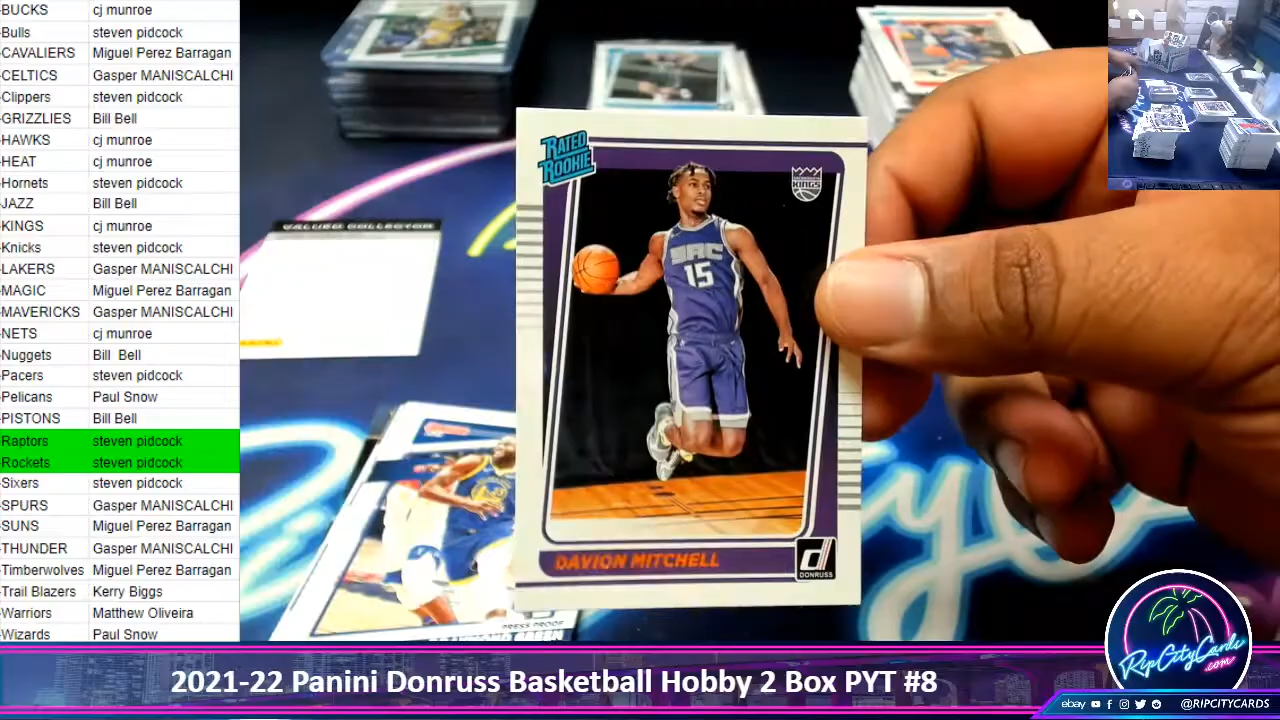 -BUCKS cj munroe
-Bulls steven pidcock
-CAVALIERS Miguel Perez Barragan
-CELTICS Gasper MANISCALCHI
-Clippers steven pidcock
-GRIZZLIES Bill Bell
-HAWKS cj munroe
-HEAT cj munroe
-Hornets steven pidcock
-JAZZ Bill Bell
-KINGS cj munroe
-Knicks steven pidcock
-LAKERS Gasper MANISCALCHI
-MAGIC Miguel Perez Barragan
-MAVERICKS Gasper MANISCALCHI
-NETS cj munroe
-Nuggets Bill Bell
-Pacers steven pidcock
-Pelicans Paul Snow
-PISTONS Bill Bell
-Raptors steven pidcock
-Rockets steven pidcock
-Sixers steven pidcock
-SPURS Gasper MANISCALCHI
-SUNS Miguel Perez Barragan
-THUNDER Gasper MANISCALCHI
-Timberwolves Miguel Perez Barragan
-Trail Blazers Kerry Biggs
-Warriors Matthew Oliveira
-Wizards Paul Snow
RATED
ROOKIE
KINGS
SAC
15
DAVION MITCHELL
DONRUSS
PRESS PROOF
RipCityCards
.com
2021-22 Panini Donruss Basketball Hobby 2 Box PYT #8
ebay @RIPCITYCARDS